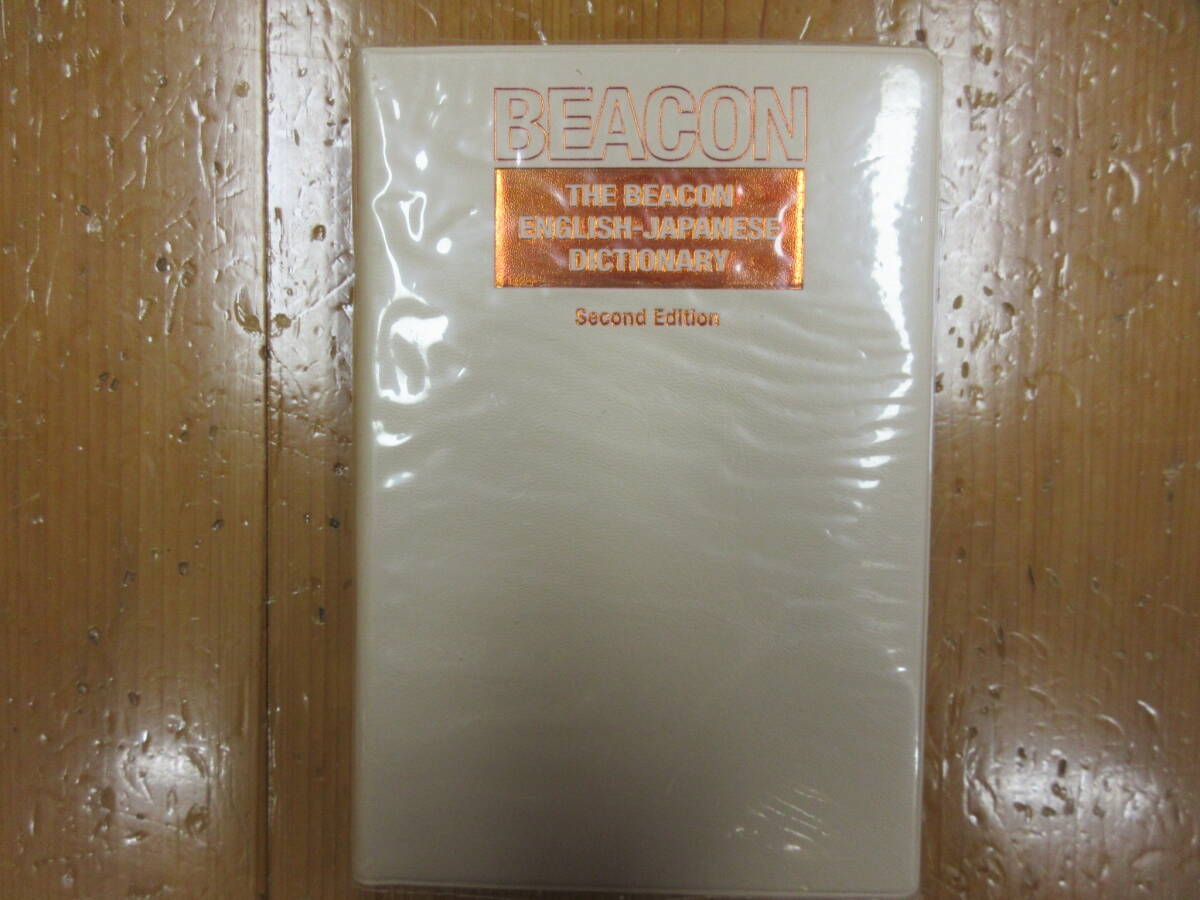 BEACON
THE BEACON
ENGLISH-JAPANESE
DICTIONARY
Second Edition